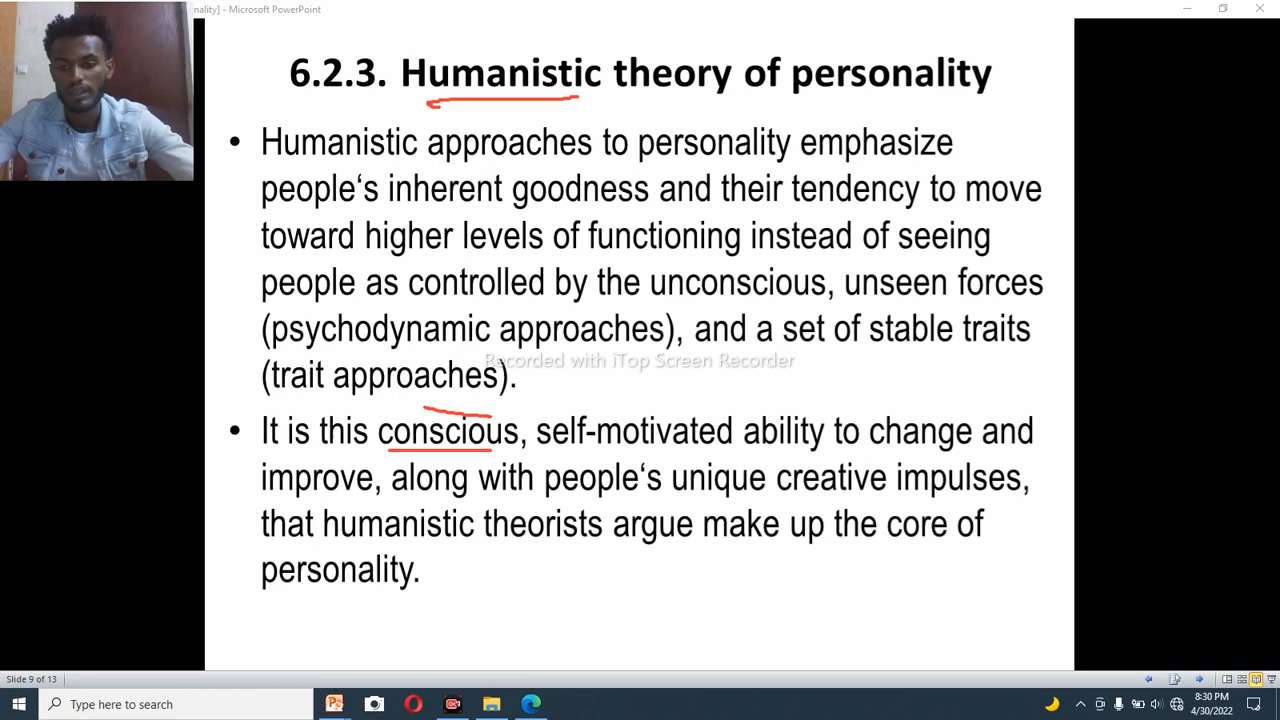 nality] - Microsoft PowerPoint
6.2.3. Humanistic theory of personality
• Humanistic approaches to personality emphasize
people‘s inherent goodness and their tendency to move
toward higher levels of functioning instead of seeing
people as controlled by the unconscious, unseen forces
(psychodynamic approaches), and a set of stable traits
Recorded with iTop Screen Recorder
(trait approaches).
• It is this conscious, self-motivated ability to change and
improve, along with people‘s unique creative impulses,
that humanistic theorists argue make up the core of
personality.
Slide 9 of 13
Type here to search
8:30 PM
4/30/2022